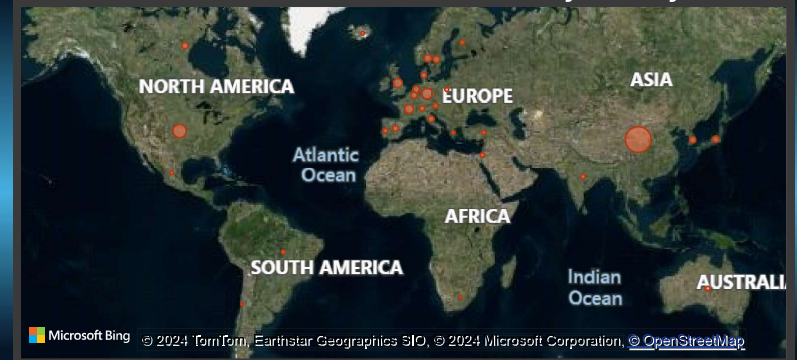 NORTH AMERICA
ASIA
EUROPE
Atlantic
Ocean
AFRICA
SOUTH AMERICA
Indian
Ocean
AUSTRALI
Microsoft Bing
© 2024 TomTom, Earthstar Geographics SIO, © 2024 Microsoft Corporation, © OpenStreetMap